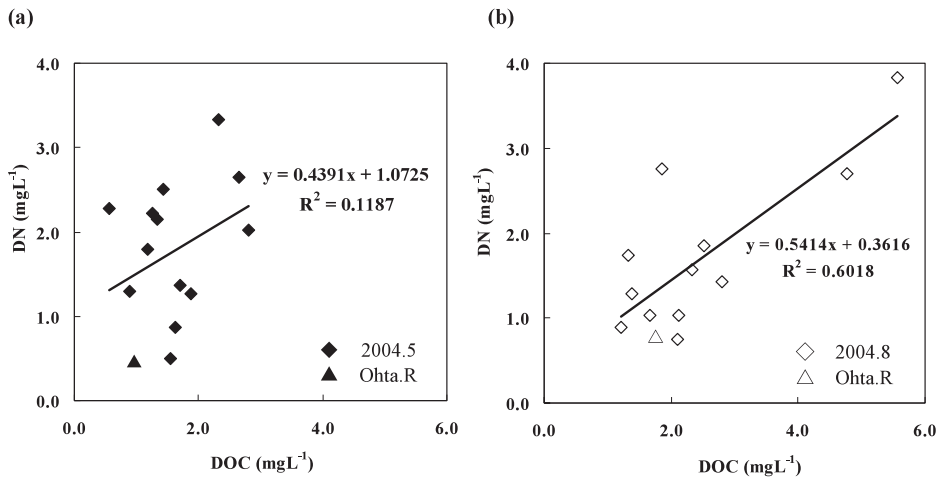 (a)
4.0
3.0
2.0
1.0
0.0
DN (mgL-1)
y = 0.4391x + 1.0725
R2 = 0.1187
2004.5
Ohta.R
0.0 2.0 4.0 6.0
DOC (mgL-1)
(b)
4.0
3.0
2.0
1.0
0.0
DN (mgL-1)
y = 0.5414x + 0.3616
R2 = 0.6018
2004.8
Ohta.R
0.0 2.0 4.0 6.0
DOC (mgL-1)